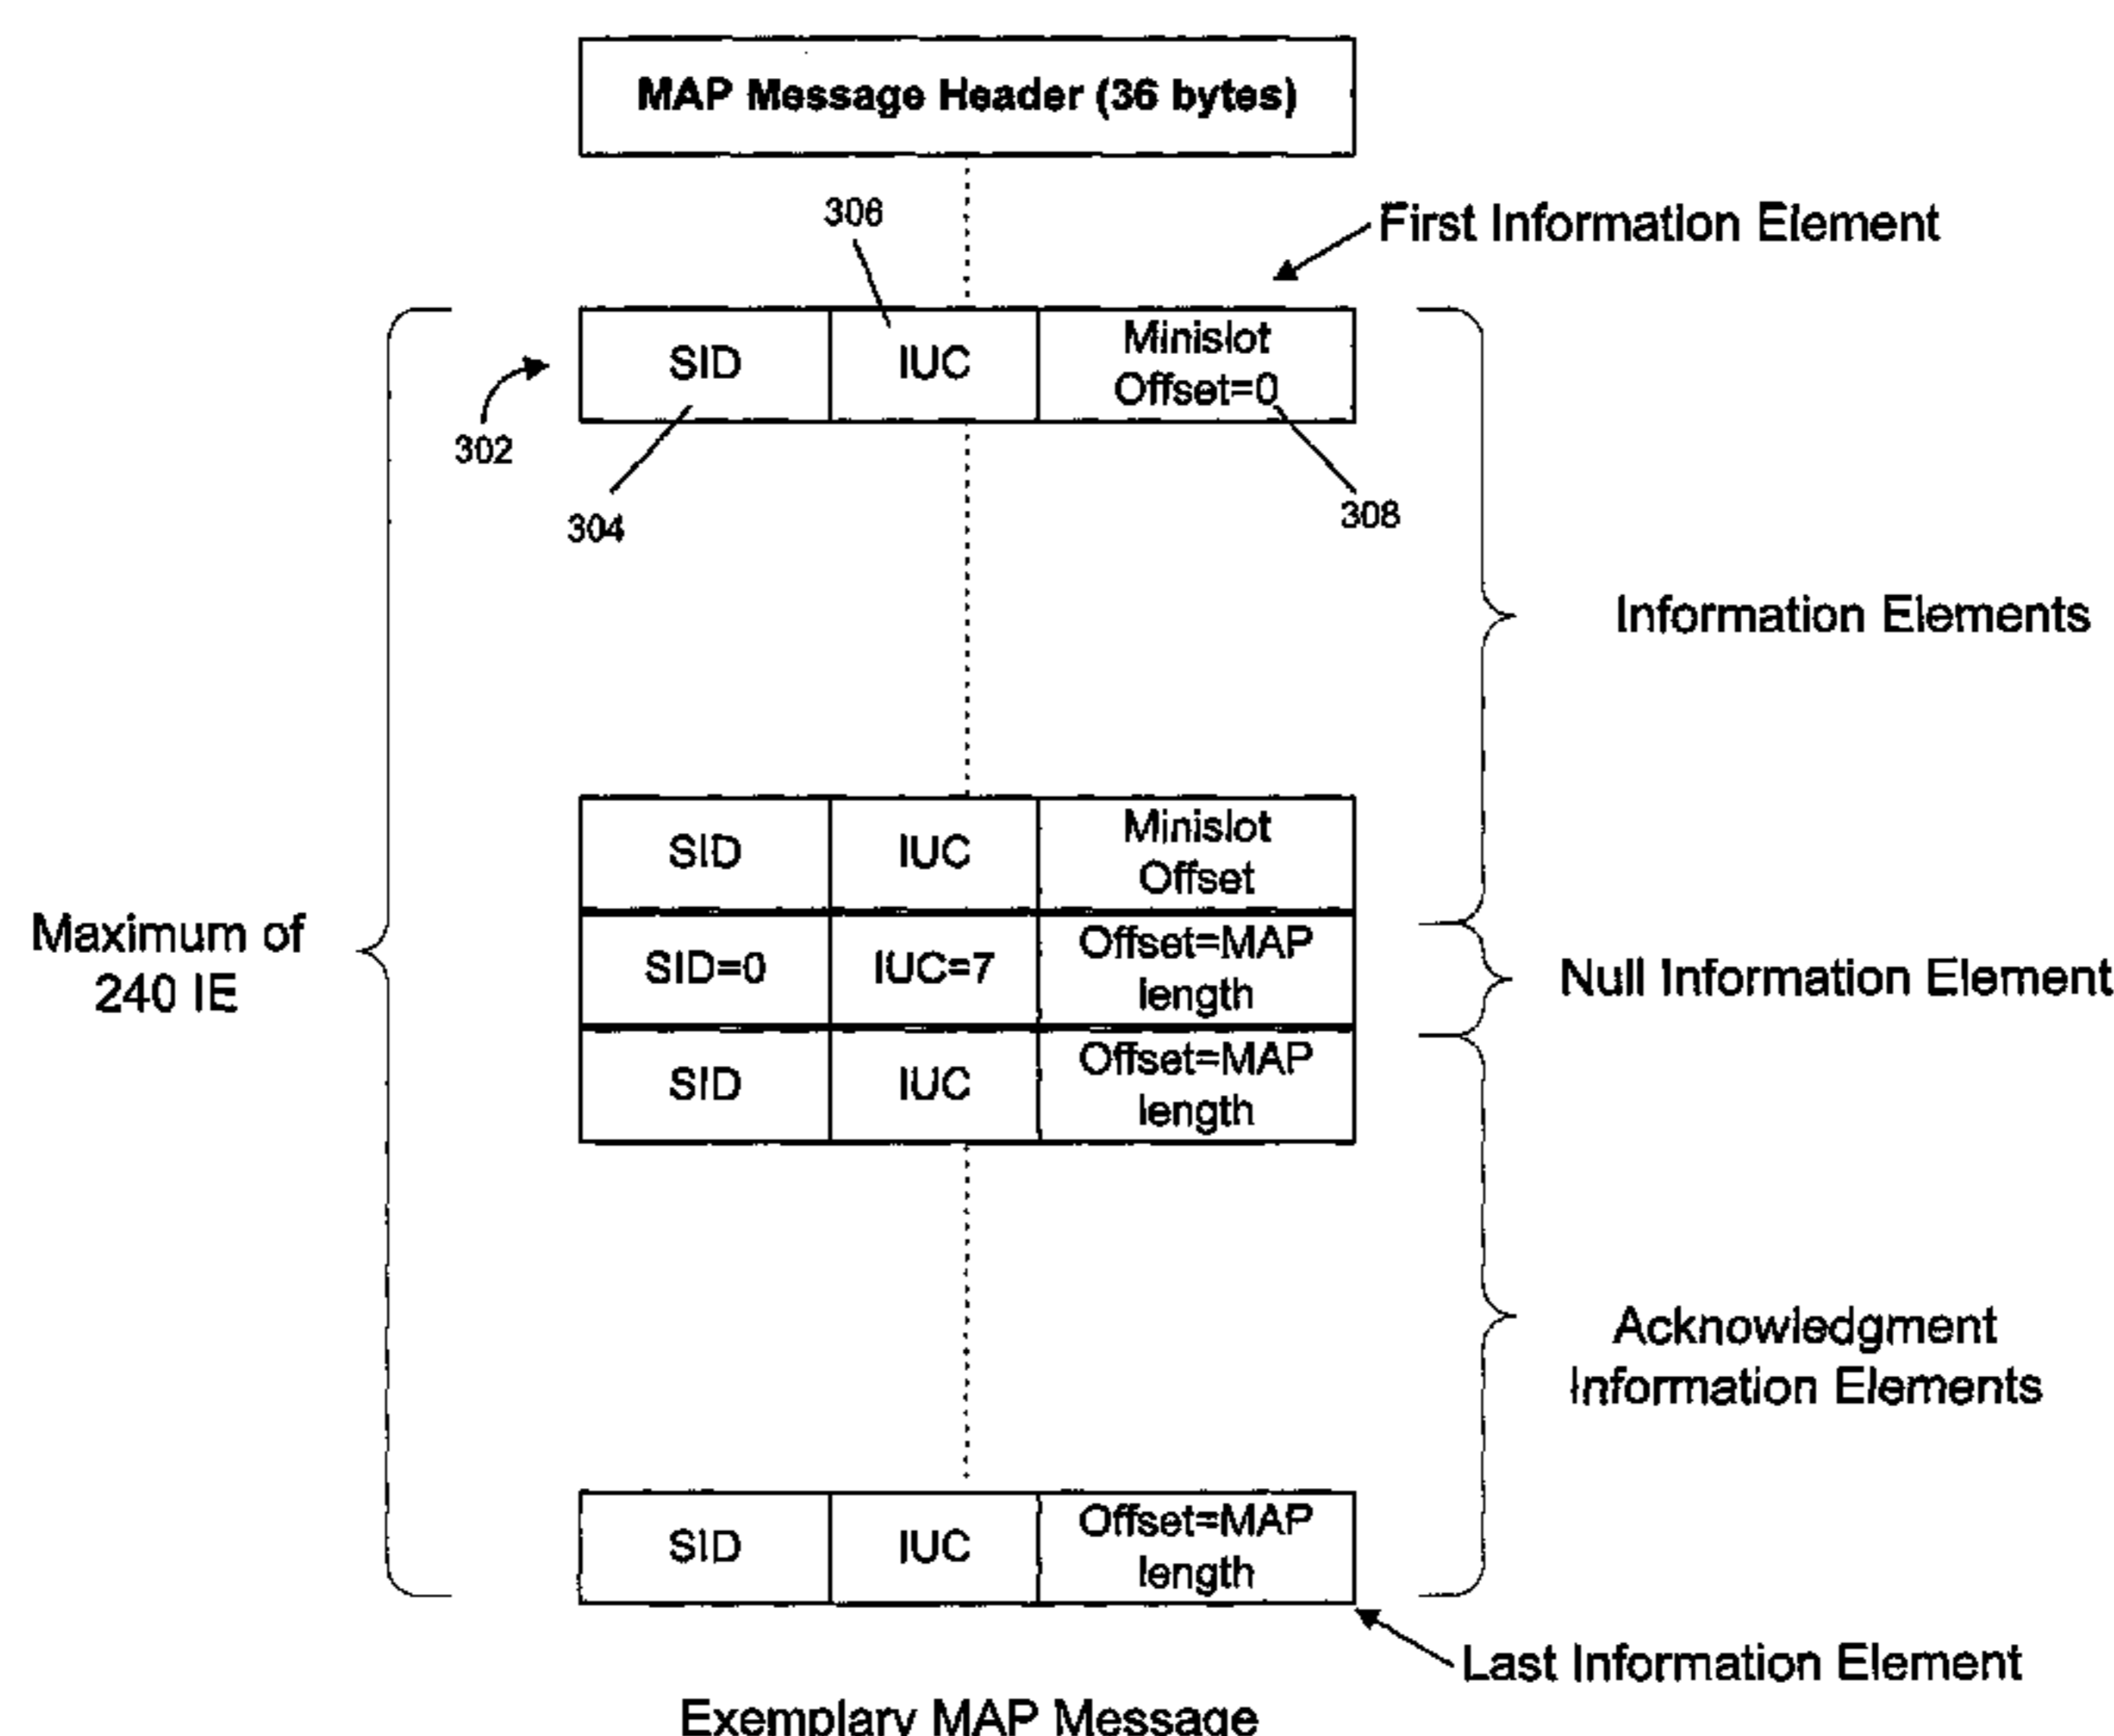 MAP Message Header (36 bytes)
306
First Information Element
SID
IUC
Minislot
Offset=0
302
304
308
Information Elements
SID
IUC
Minislot
Offset
Maximum of
240 IE
SID=0
IUC=7
Offset=MAP
length
Null Information Element
SID
IUC
Offset=MAP
length
Acknowledgment
Information Elements
SID
IUC
Offset=MAP
length
Last Information Element
Exemplary MAP Message